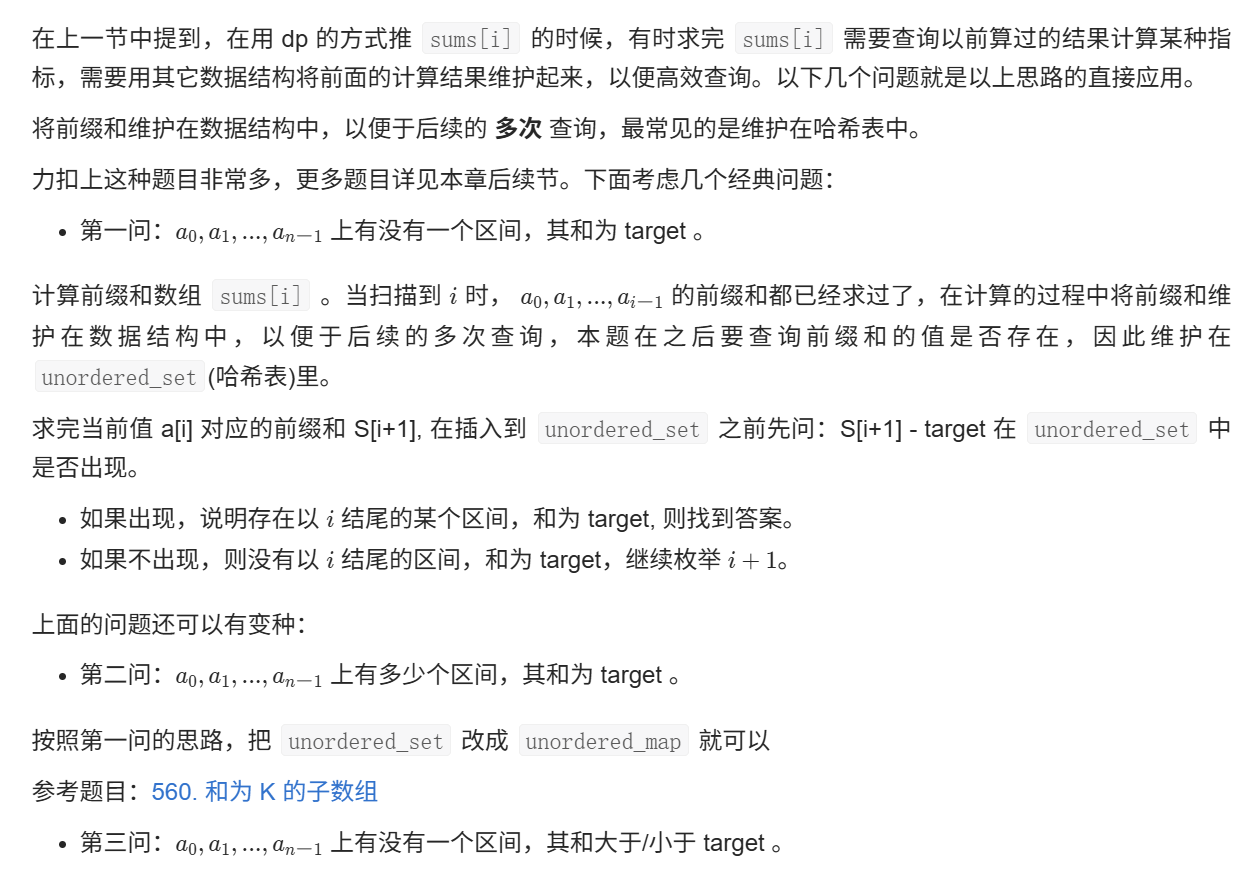 在上一节中提到，在用 dp 的方式推 sums[i] 的时候，有时求完 sums[i] 需要查询以前算过的结果计算某种指
标，需要用其它数据结构将前面的计算结果维护起来，以便高效查询。以下几个问题就是以上思路的直接应用。
将前缀和维护在数据结构中，以便于后续的 多次 查询，最常见的是维护在哈希表中。
力扣上这种题目非常多，更多题目详见本章后续节。下面考虑几个经典问题：
• 第一问：a₀, a₁, ..., aₙ₋₁ 上有没有一个区间，其和为 target 。
计算前缀和数组 sums[i] 。当扫描到 i 时， a₀, a₁, ..., aᵢ₋₁ 的前缀和都已经求过了，在计算的过程中将前缀和维
护在数据结构中，以便于后续的多次查询，本题在之后要查询前缀和的值是否存在，因此维护在
unordered_set (哈希表)里。
求完当前值 a[i] 对应的前缀和 S[i+1], 在插入到 unordered_set 之前先问：S[i+1] - target 在 unordered_set 中
是否出现。
• 如果出现，说明存在以 i 结尾的某个区间，和为 target, 则找到答案。
• 如果不出现，则没有以 i 结尾的区间，和为 target，继续枚举 i + 1。
上面的问题还可以有变种：
• 第二问：a₀, a₁, ..., aₙ₋₁ 上有多少个区间，其和为 target 。
按照第一问的思路，把 unordered_set 改成 unordered_map 就可以
参考题目：560. 和为 K 的子数组
• 第三问：a₀, a₁, ..., aₙ₋₁ 上有没有一个区间，其和大于/小于 target 。